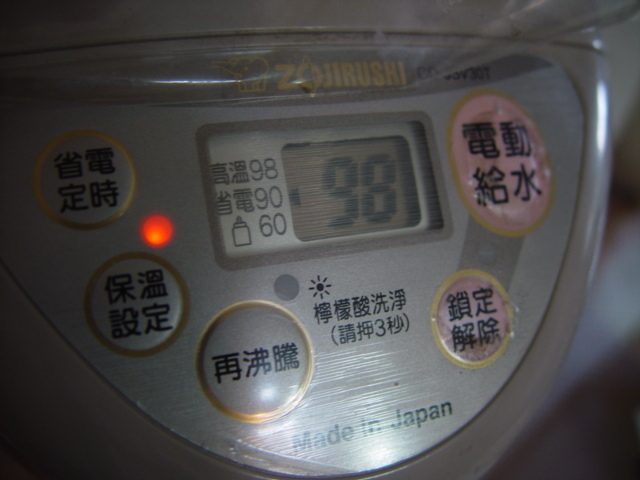 ZOJIRUSHI
省電
定時
高溫98
省電90
60
98
電動
給水
保溫
設定
再沸騰
檸檬酸洗淨
(請押3秒)
鎖定
解除
Made in Japan